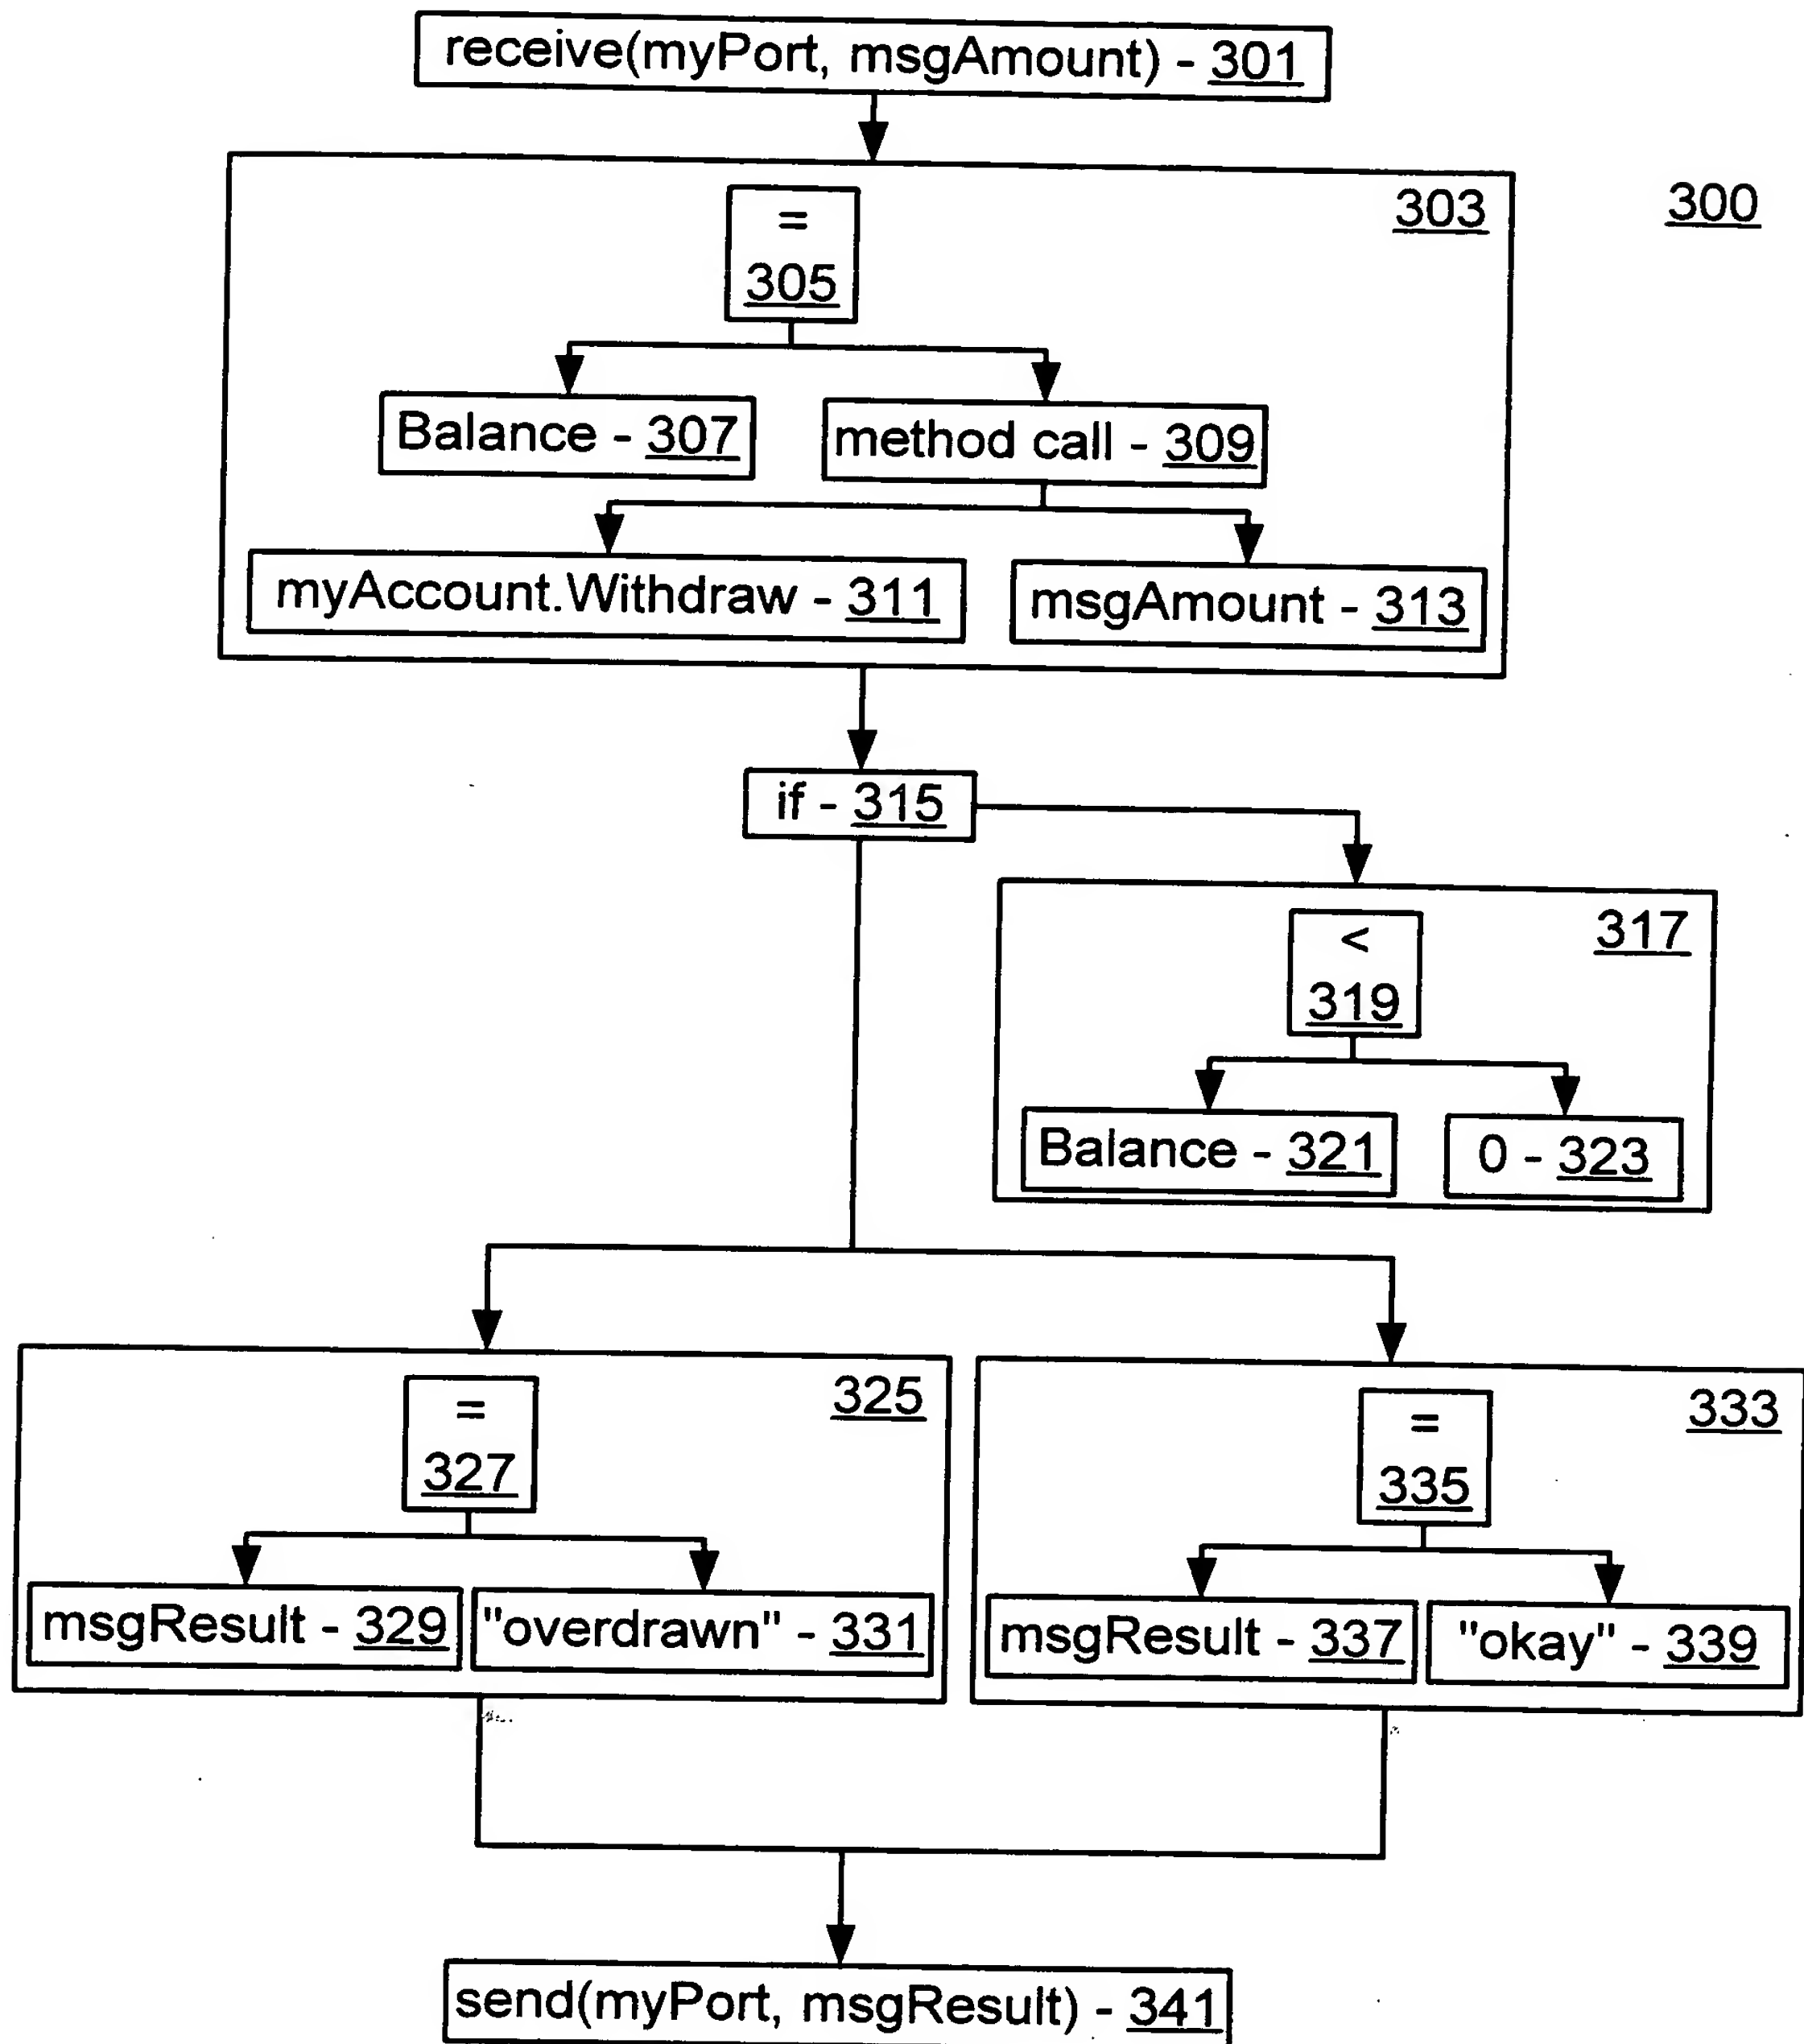 receive(myPort, msgAmount) - 301
300
303
=
305
Balance - 307
method call - 309
myAccount.Withdraw - 311
msgAmount - 313
if - 315
317
<
319
Balance - 321
0 - 323
325
=
327
msgResult - 329
"overdrawn" - 331
333
=
335
msgResult - 337
"okay" - 339
send(myPort, msgResult) - 341